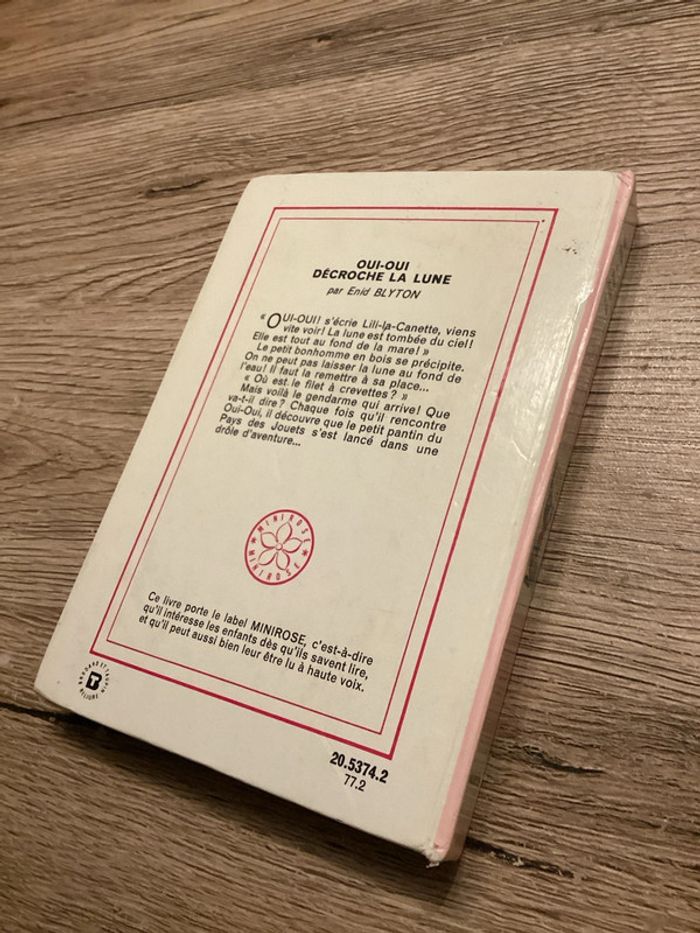 OUI-OUI
DÉCROCHE LA LUNE
par Enid BLYTON
« OUI-OUI! s'écrie Lili-la-Canette, viens
vite voir! La lune est tombée du ciel!
Elle est tout au fond de la mare! »
Le petit bonhomme en bois se précipite.
On ne peut pas laisser la lune au fond de
l'eau! Il faut la remettre à sa place...
« Où est le filet à crevettes? »
Mais voilà le gendarme qui arrive! Que
va-t-il dire? Chaque fois qu'il rencontre
Oui-Oui, il découvre que le petit pantin du
Pays des Jouets s'est lancé dans une
drôle d'aventure...
MINIROSE
MINIROSE
Ce livre porte le label MINIROSE, c'est-à-dire
qu'il intéresse les enfants dès qu'ils savent lire,
et qu'il peut aussi bien leur être lu à haute voix.
BRODARD ET TAUPIN
RELIURE
20.5374.2
77.2